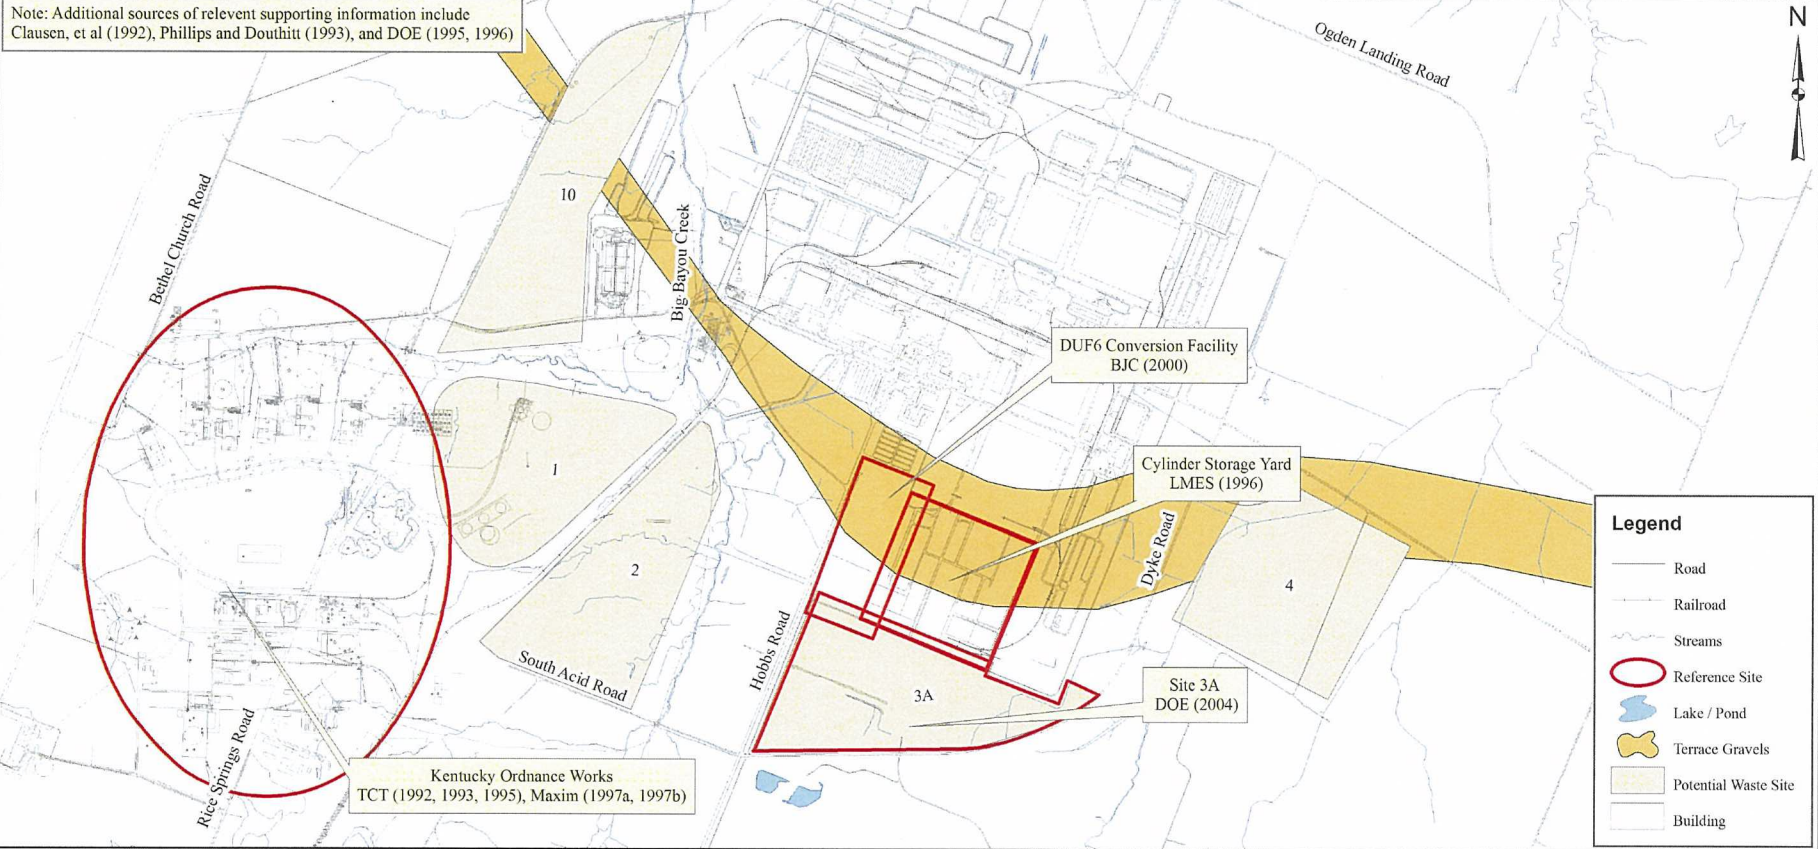 Note: Additional sources of relevent supporting information include
Clausen, et al (1992), Phillips and Douthitt (1993), and DOE (1995, 1996)
N
Ogden Landing Road
Bethel Church Road
10
Big Bayou Creek
DUF6 Conversion Facility
BJC (2000)
Cylinder Storage Yard
LMES (1996)
1
2
Dyke Road
4
South Acid Road
Hobbs Road
3A
Site 3A
DOE (2004)
Rice Springs Road
Kentucky Ordnance Works
TCT (1992, 1993, 1995), Maxim (1997a, 1997b)
Legend
Road
Railroad
Streams
Reference Site
Lake / Pond
Terrace Gravels
Potential Waste Site
Building